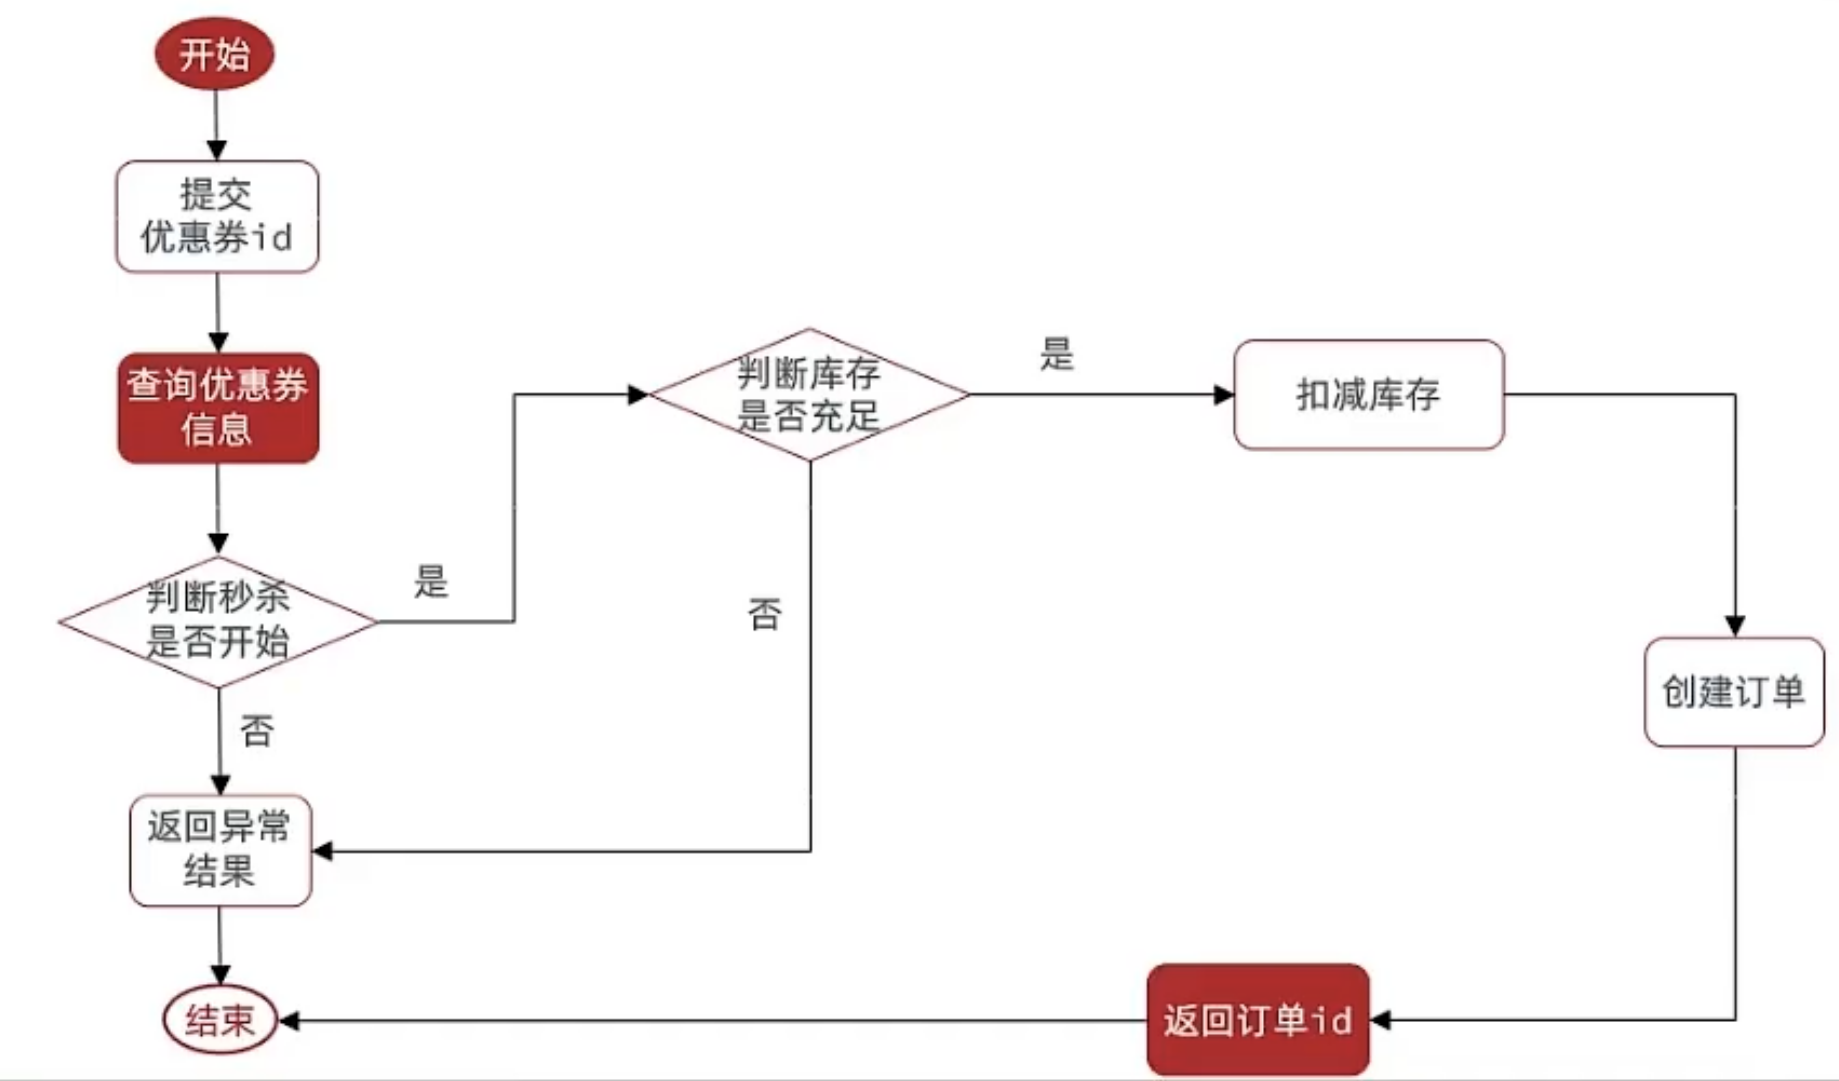 开始
提交
优惠券id
查询优惠券
信息
判断秒杀
是否开始
是
否
返回异常
结果
结束
判断库存
是否充足
是
否
扣减库存
创建订单
返回订单id